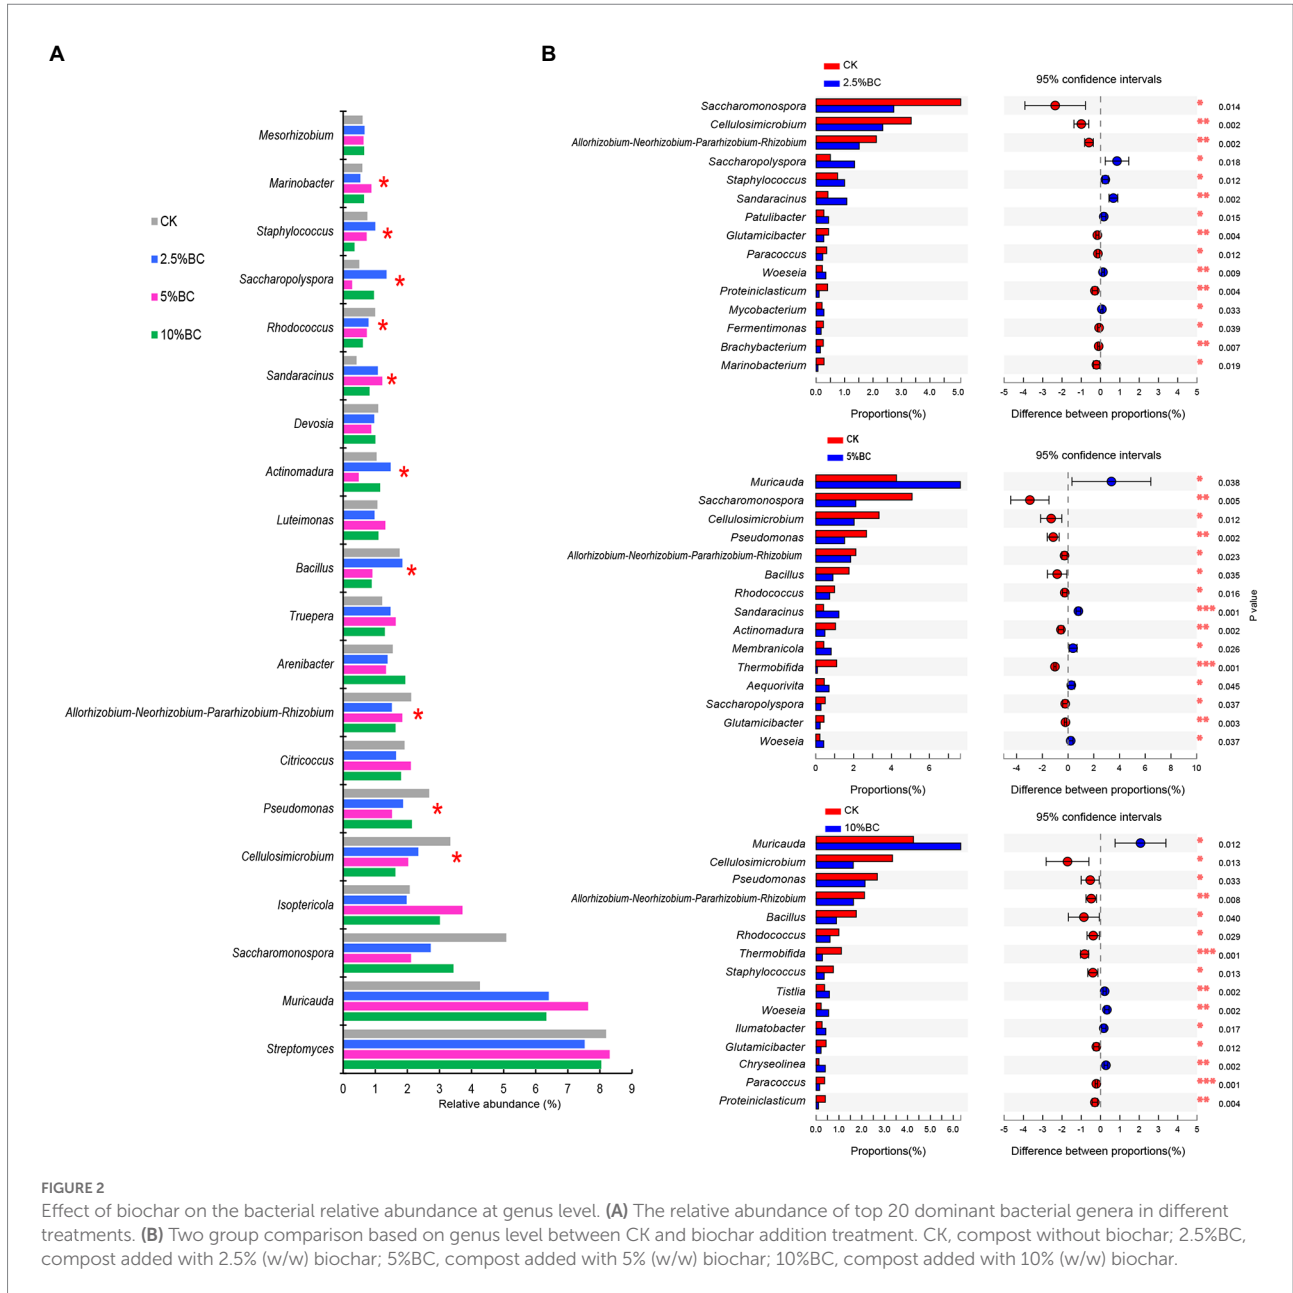 A
Mesorhizobium
Marinobacter
*
Staphylococcus
*
Saccharopolyspora
*
Rhodococcus
*
Sandaracinus
*
Devosia
Actinomadura
*
Luteimonas
Bacillus
*
Truepera
Arenibacter
Allorhizobium-Neorhizobium-Pararhizobium-Rhizobium
*
Citricoccus
Pseudomonas
*
Cellulosimicrobium
*
Isoptericola
Saccharomonospora
Muricauda
Streptomyces
CK
2.5%BC
5%BC
10%BC
0 1 2 3 4 5 6 7 8 9
Relative abundance (%)
B
CK
2.5%BC
95% confidence intervals
Saccharomonospora * 0.014
Cellulosimicrobium ** 0.002
Allorhizobium-Neorhizobium-Pararhizobium-Rhizobium ** 0.002
Saccharopolyspora * 0.018
Staphylococcus * 0.012
Sandaracinus ** 0.002
Patulibacter * 0.015
Glutamicibacter ** 0.004
Paracoccus * 0.012
Woeseia ** 0.009
Proteiniclasticum ** 0.004
Mycobacterium * 0.033
Fermentimonas * 0.039
Brachybacterium ** 0.007
Marinobacterium * 0.019
0.0 1.0 2.0 3.0 4.0 5.0 -5 -4 -3 -2 -1 0 1 2 3 4 5
Proportions(%) Difference between proportions(%)
CK
5%BC
95% confidence intervals
Muricauda * 0.038
Saccharomonospora ** 0.005
Cellulosimicrobium * 0.012
Pseudomonas ** 0.002
Allorhizobium-Neorhizobium-Pararhizobium-Rhizobium * 0.023
Bacillus * 0.035
Rhodococcus * 0.016
Sandaracinus *** 0.001
Actinomadura ** 0.002
Membranicola * 0.026
Thermobifida *** 0.001
Aequorivita * 0.045
Saccharopolyspora * 0.037
Glutamicibacter ** 0.003
Woeseia * 0.037
P value
0 2 4 6 -4 -2 0 2 4 6 8 10
Proportions(%) Difference between proportions(%)
CK
10%BC
95% confidence intervals
Muricauda * 0.012
Cellulosimicrobium * 0.013
Pseudomonas * 0.033
Allorhizobium-Neorhizobium-Pararhizobium-Rhizobium ** 0.008
Bacillus * 0.040
Rhodococcus * 0.029
Thermobifida *** 0.001
Staphylococcus * 0.013
Tistlia ** 0.002
Woeseia ** 0.002
Ilumatobacter * 0.017
Glutamicibacter * 0.012
Chryseolinea ** 0.002
Paracoccus *** 0.001
Proteiniclasticum ** 0.004
0.0 1.0 2.0 3.0 4.0 5.0 6.0 -5 -4 -3 -2 -1 0 1 2 3 4 5
Proportions(%) Difference between proportions(%)
FIGURE 2
Effect of biochar on the bacterial relative abundance at genus level. (A) The relative abundance of top 20 dominant bacterial genera in different
treatments. (B) Two group comparison based on genus level between CK and biochar addition treatment. CK, compost without biochar; 2.5%BC,
compost added with 2.5% (w/w) biochar; 5%BC, compost added with 5% (w/w) biochar; 10%BC, compost added with 10% (w/w) biochar.